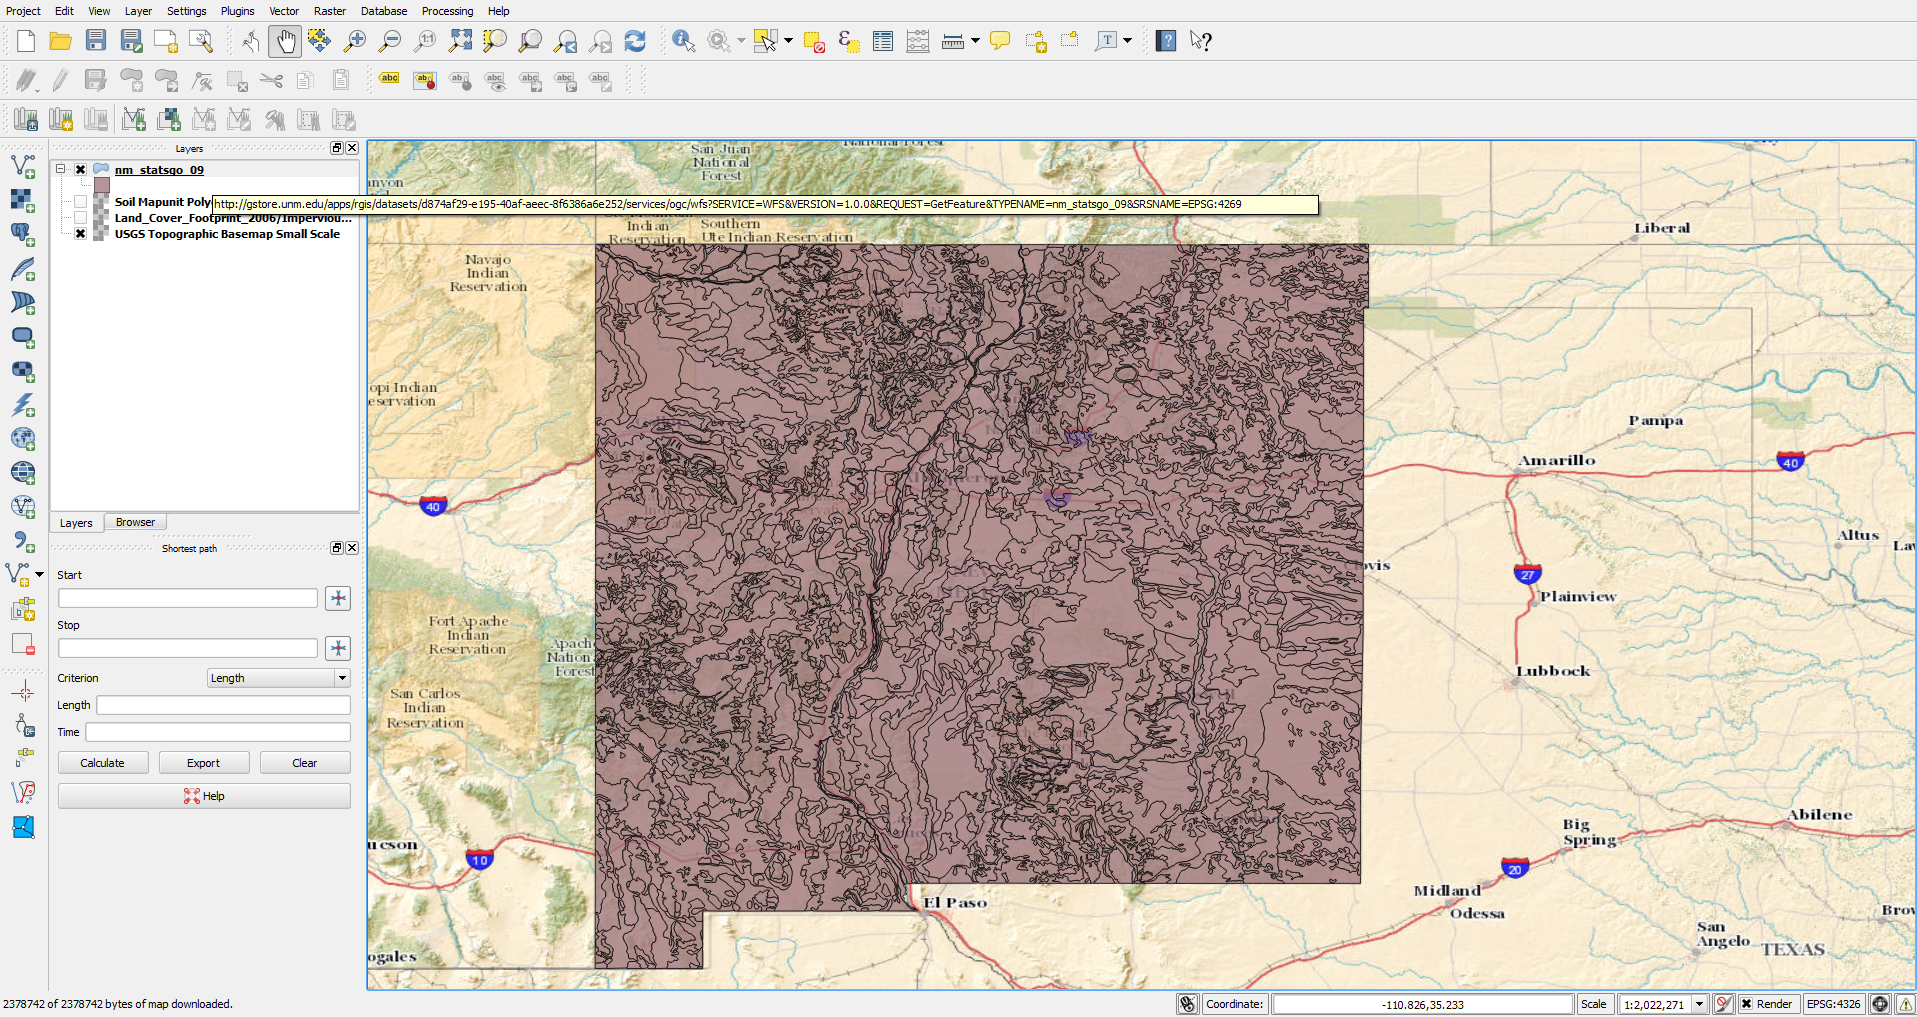 Project Edit View Layer Settings Plugins Vector Raster Database Processing Help
Layers
nm_statsgo_09
Soil Mapunit Poly
http://gstore.unm.edu/apps/rgis/datasets/d874af29-e195-40af-aeec-8f6386a6e252/services/ogc/wfs?SERVICE=WFS&VERSION=1.0.0&REQUEST=GetFeature&TYPENAME=nm_statsgo_09&SRSNAME=EPSG:4269
Land_Cover_Footprint_2006/Imperviou...
USGS Topographic Basemap Small Scale
Layers Browser
Shortest path
Start
Stop
Criterion Length
Length
Time
Calculate Export Clear
Help
San Juan
National
Forest
National Forest
anyon
Indian
Reservation
Southern
Ute Indian Reservation
Navajo
Indian
Reservation
opi Indian
eservation
Liberal
Pampa
Amarillo
40
40
Altus
Law
ovis
27
Plainview
Fort Apache
Indian
Reservation
Apache
Nationa
Forest
San Carlos
Indian
Reservation
Lubbock
ucson
10
Big
Spring
Abilene
20
Midland
Odessa
El Paso
San
Angelo
TEXAS
Brow
ogales
2378742 of 2378742 bytes of map downloaded.
Coordinate: -110.826,35.233 Scale 1:2,022,271 Render EPSG:4326